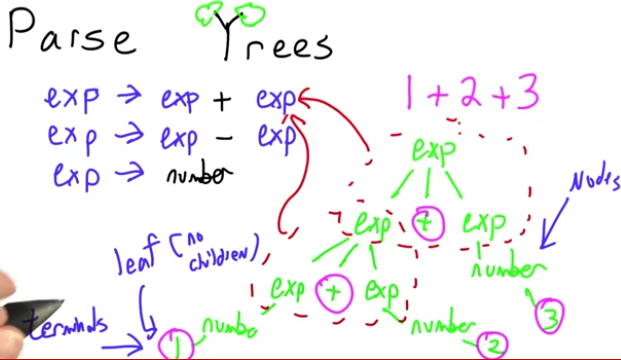 Parse Trees
exp → exp + exp
exp → exp - exp
exp → number
1 + 2 + 3
exp
exp + exp
Nodes
number
3
leaf (no children)
exp + exp
terminals
1 number
number 2